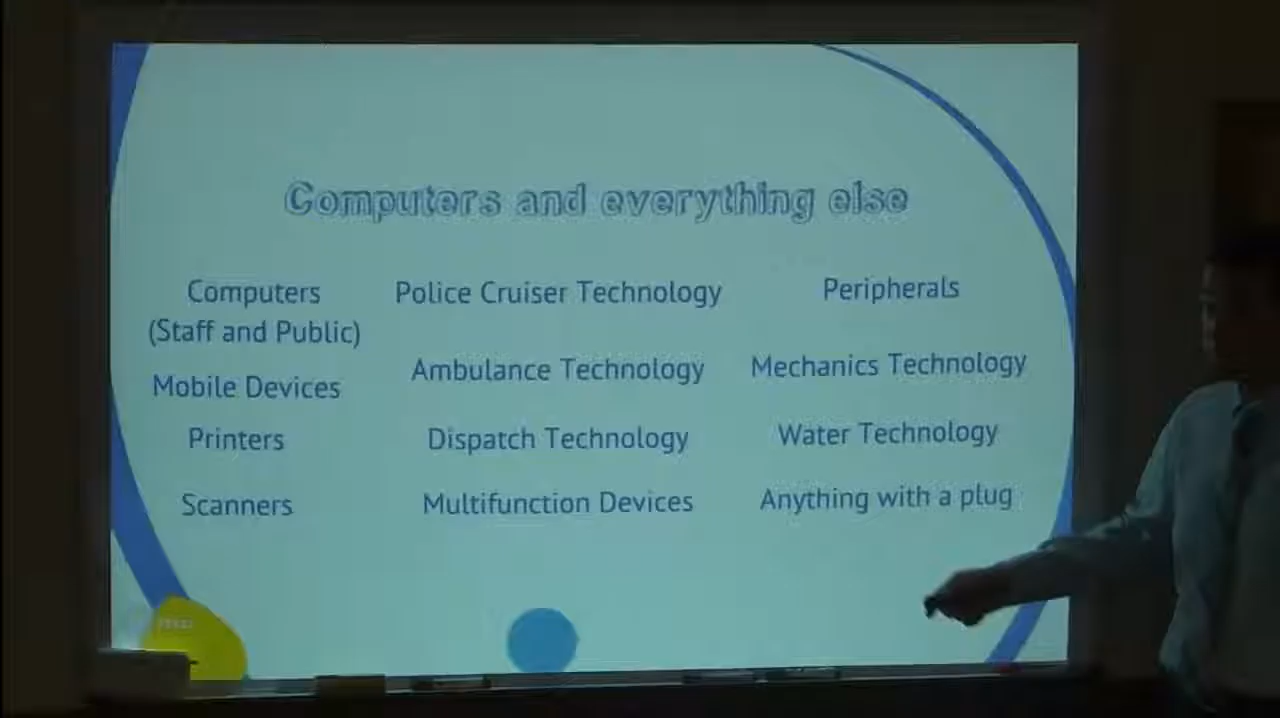 Computers and everything else
Computers
(Staff and Public)
Mobile Devices
Printers
Scanners
Police Cruiser Technology
Ambulance Technology
Dispatch Technology
Multifunction Devices
Peripherals
Mechanics Technology
Water Technology
Anything with a plug